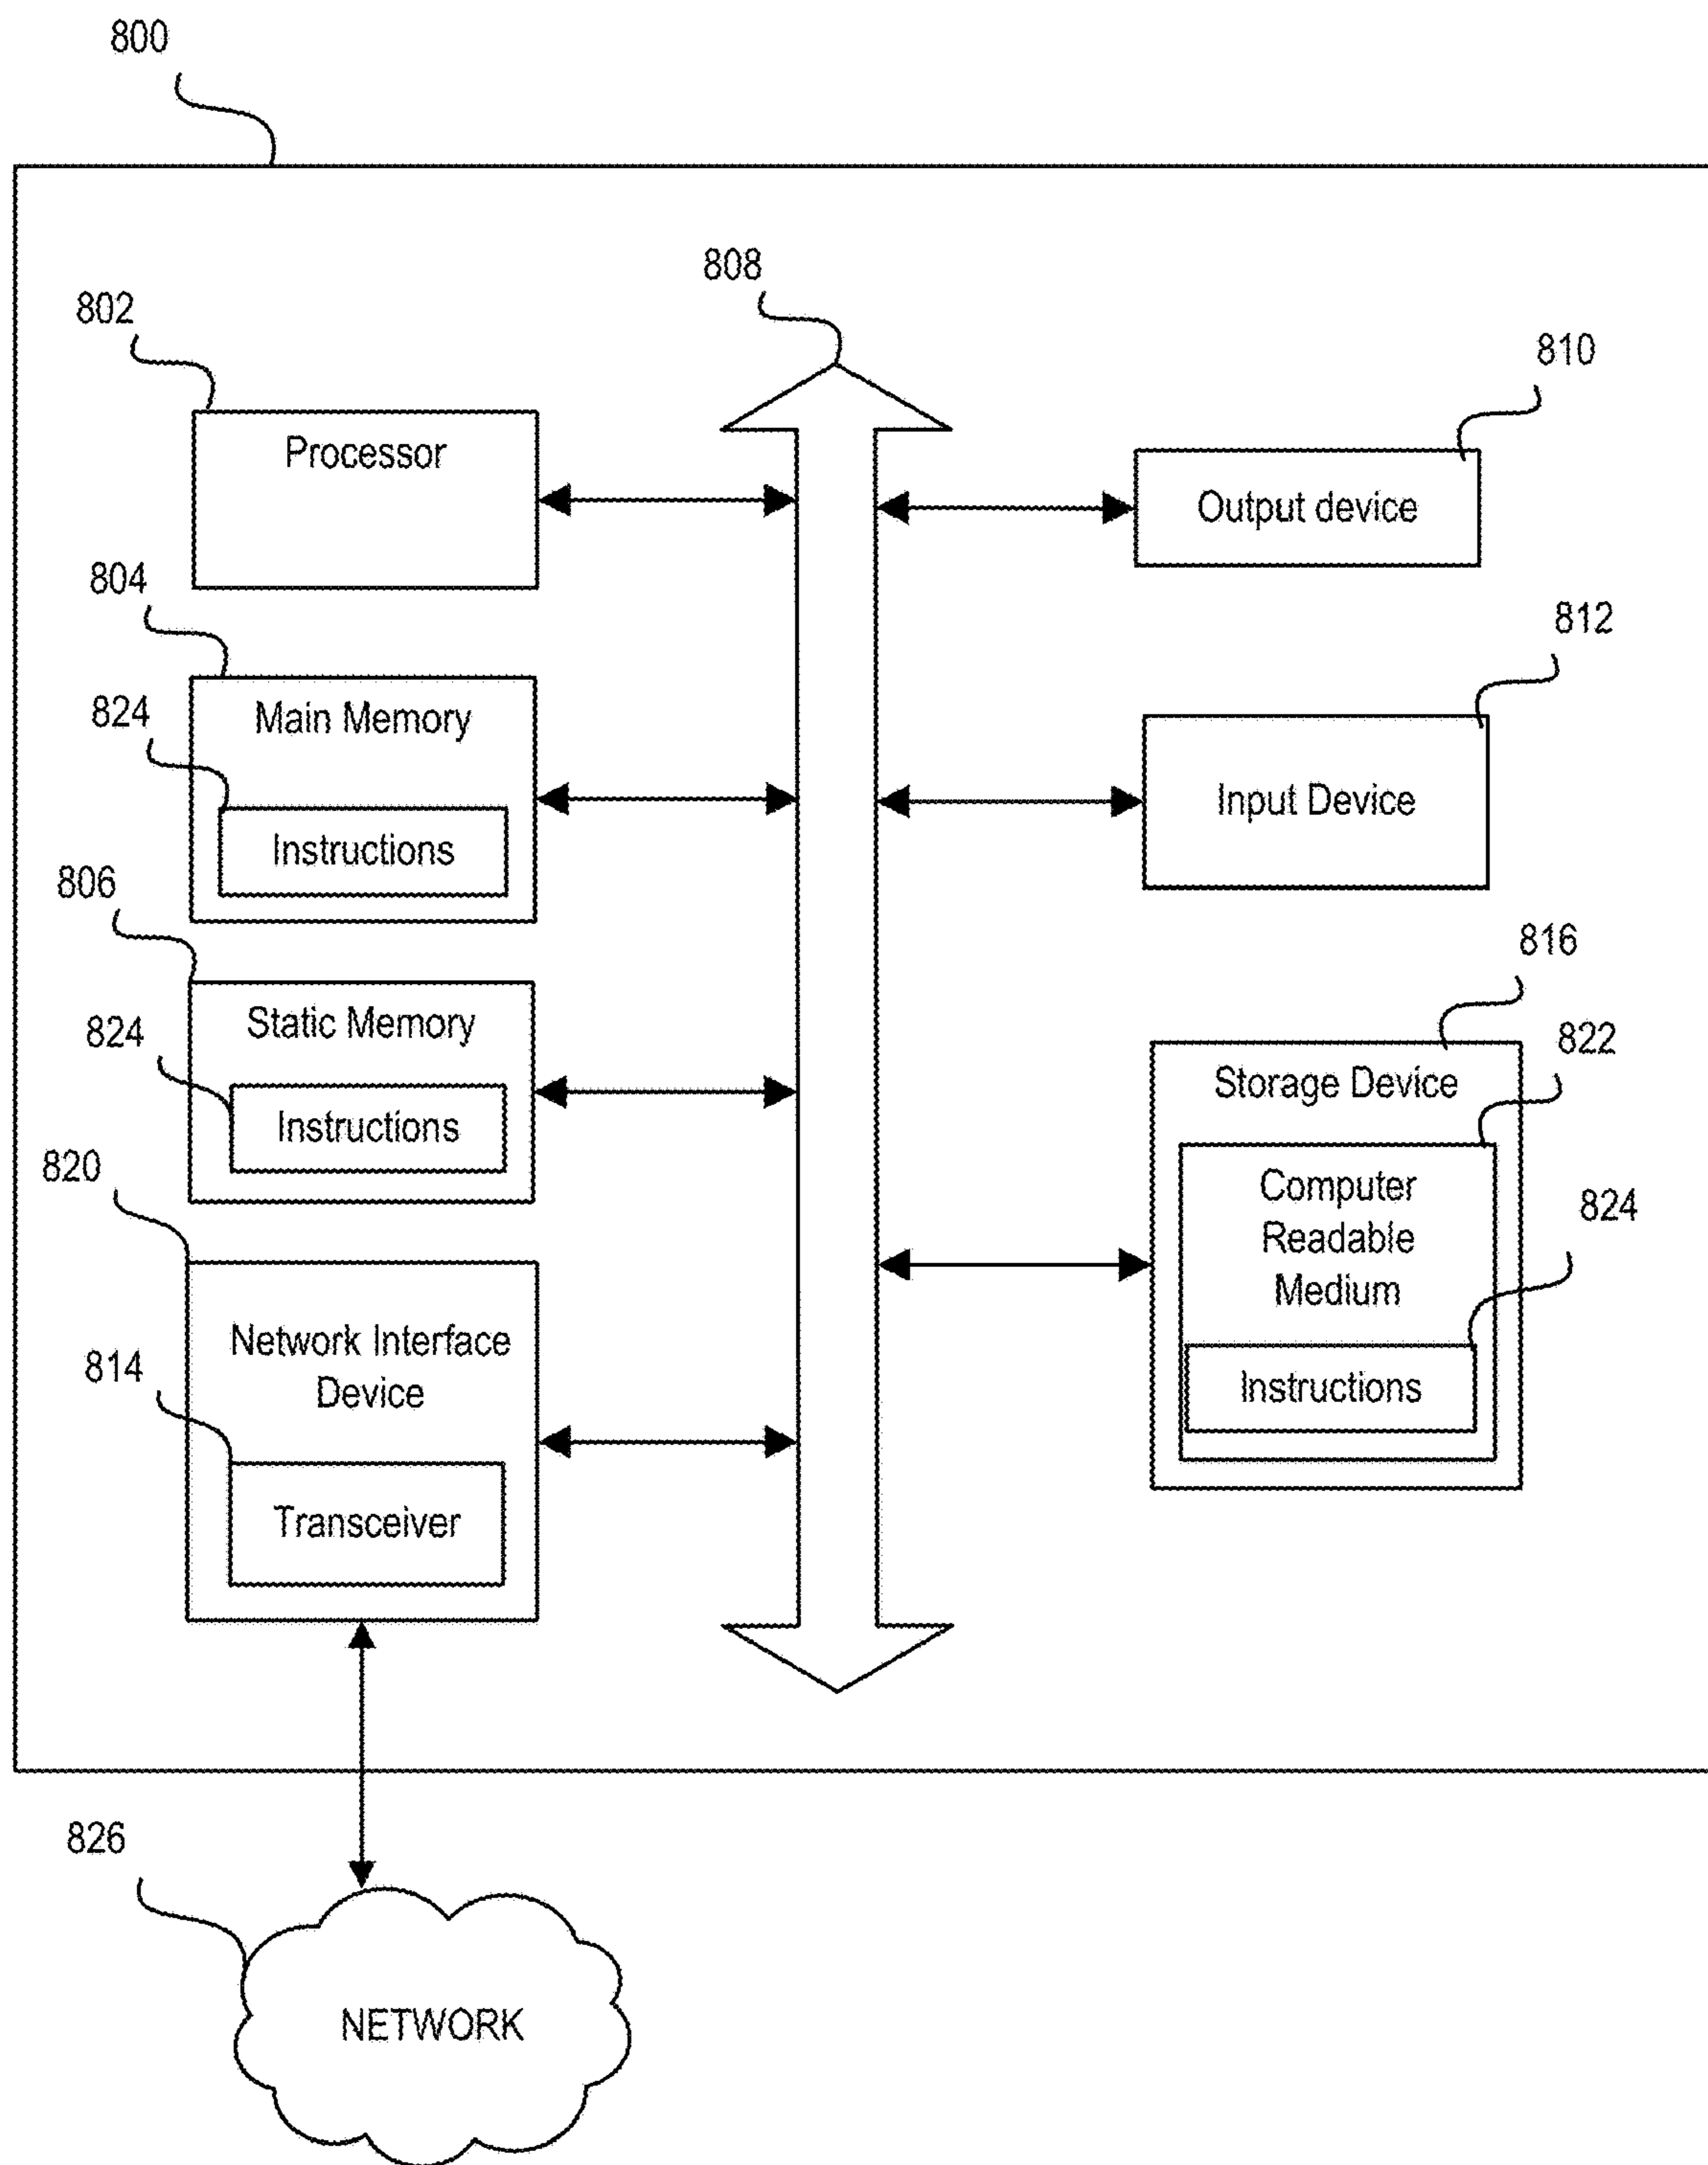 800
808
802
810
Processor
Output device
804
812
824
Main Memory
Input Device
Instructions
806
816
Static Memory
822
824
Storage Device
Instructions
820
Computer
Readable
Medium
824
Network Interface
Device
814
Instructions
Transceiver
826
NETWORK